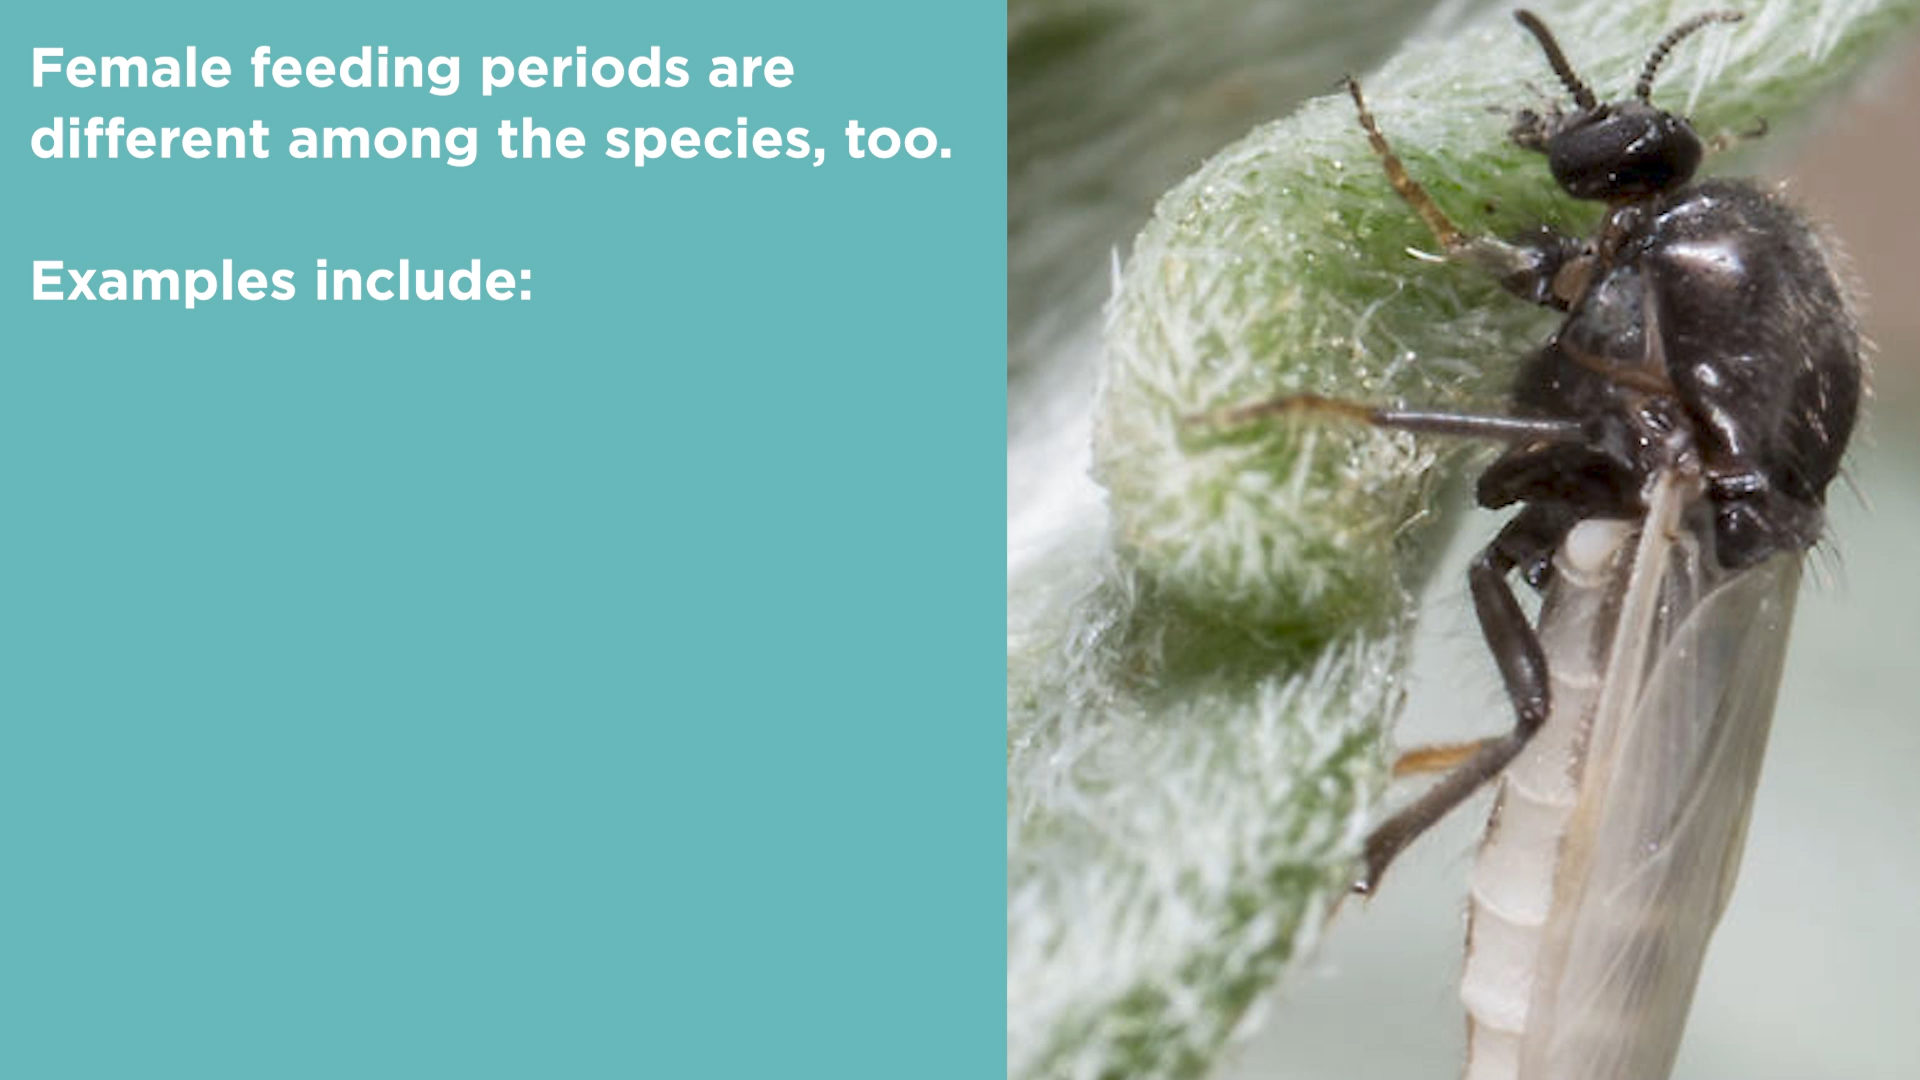 Female feeding periods are
different among the species, too.
Examples include: